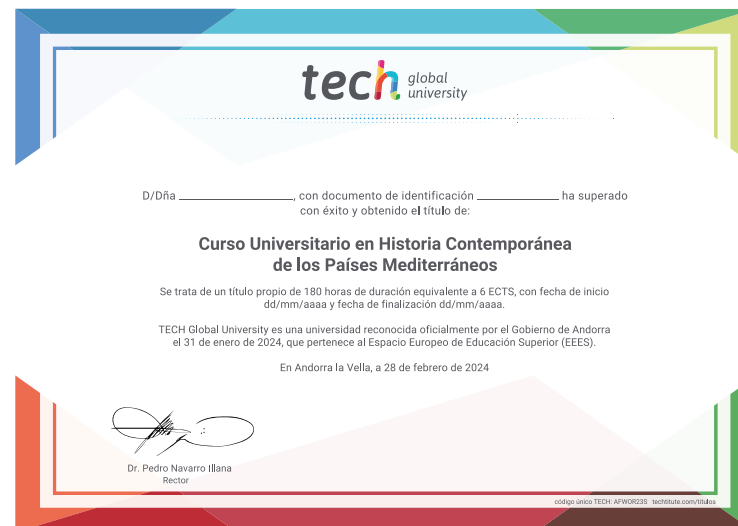 tech global
university
D/Dña ____________________, con documento de identificación ______________ ha superado
con éxito y obtenido el título de:
Curso Universitario en Historia Contemporánea
de los Países Mediterráneos
Se trata de un título propio de 180 horas de duración equivalente a 6 ECTS, con fecha de inicio
dd/mm/aaaa y fecha de finalización dd/mm/aaaa.
TECH Global University es una universidad reconocida oficialmente por el Gobierno de Andorra
el 31 de enero de 2024, que pertenece al Espacio Europeo de Educación Superior (EEES).
En Andorra la Vella, a 28 de febrero de 2024
Dr. Pedro Navarro Illana
Rector
código único TECH: AFWOR23S techtitute.com/títulos